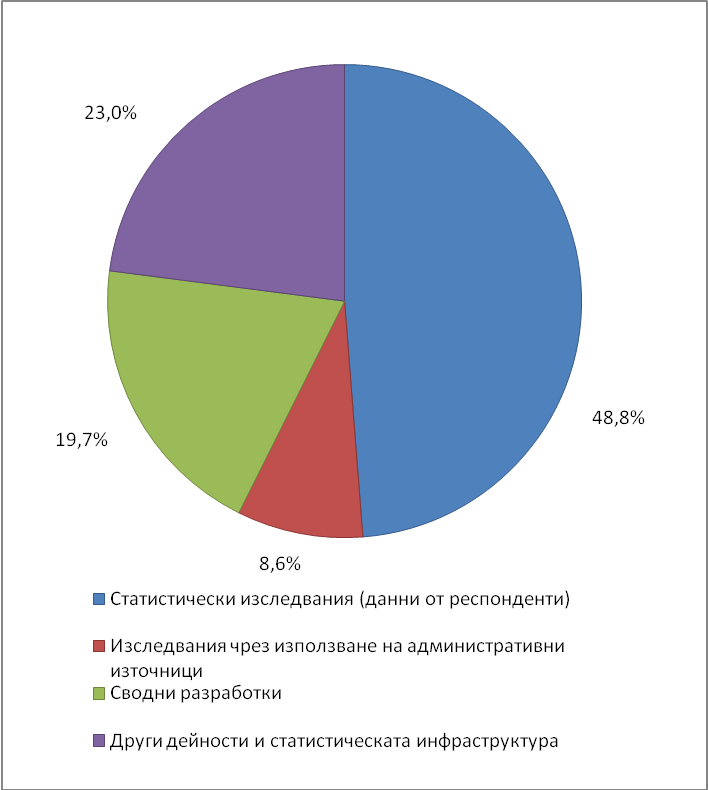 23,0%
48,8%
19,7%
8,6%
Статистически изследвания (данни от респонденти)
Изследвания чрез използване на административни
източници
Сводни разработки
Други дейности и статистическата инфраструктура